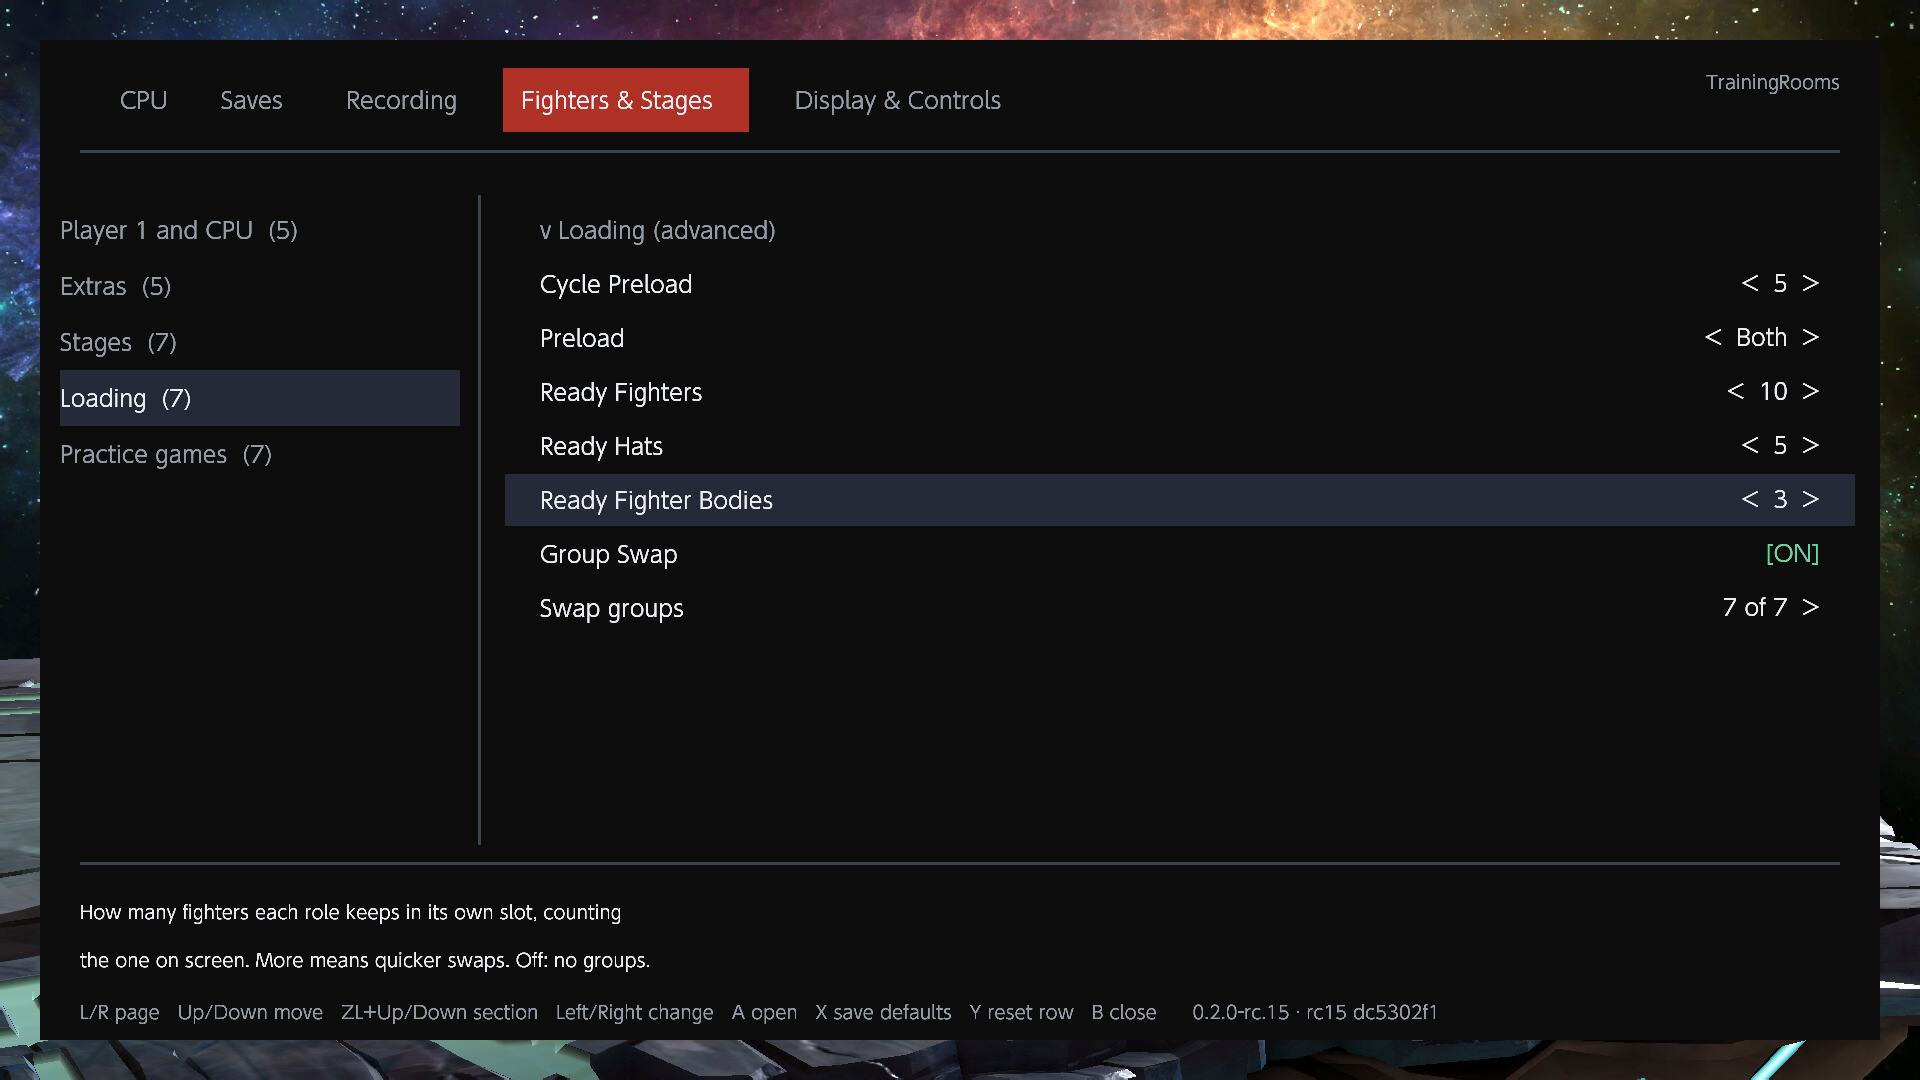 CPU Saves Recording Fighters & Stages Display & Controls TrainingRooms
Player 1 and CPU (5)
Extras (5)
Stages (7)
Loading (7)
Practice games (7)
v Loading (advanced)
Cycle Preload < 5 >
Preload < Both >
Ready Fighters < 10 >
Ready Hats < 5 >
Ready Fighter Bodies < 3 >
Group Swap [ON]
Swap groups 7 of 7 >
How many fighters each role keeps in its own slot, counting
the one on screen. More means quicker swaps. Off: no groups.
L/R page Up/Down move ZL+Up/Down section Left/Right change A open X save defaults Y reset row B close 0.2.0-rc.15 · rc15 dc5302f1